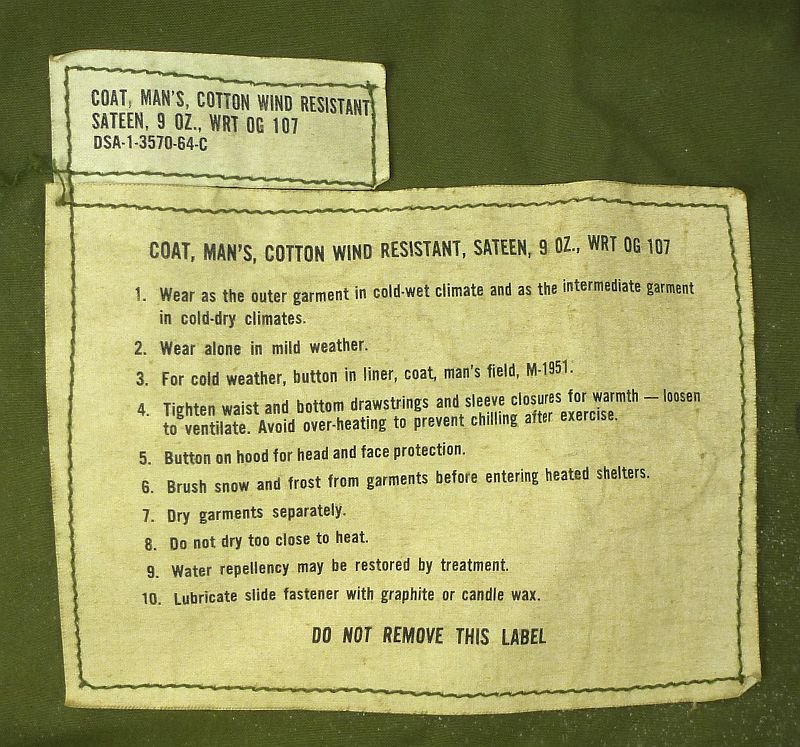 COAT, MAN'S, COTTON WIND RESISTANT
SATEEN, 9 OZ., WRT OG 107
DSA-1-3570-64-C
COAT, MAN'S, COTTON WIND RESISTANT, SATEEN, 9 OZ., WRT OG 107
1. Wear as the outer garment in cold-wet climate and as the intermediate garment
in cold-dry climates.
2. Wear alone in mild weather.
3. For cold weather, button in liner, coat, man's field, M-1951.
4. Tighten waist and bottom drawstrings and sleeve closures for warmth — loosen
to ventilate. Avoid over-heating to prevent chilling after exercise.
5. Button on hood for head and face protection.
6. Brush snow and frost from garments before entering heated shelters.
7. Dry garments separately.
8. Do not dry too close to heat.
9. Water repellency may be restored by treatment.
10. Lubricate slide fastener with graphite or candle wax.
DO NOT REMOVE THIS LABEL